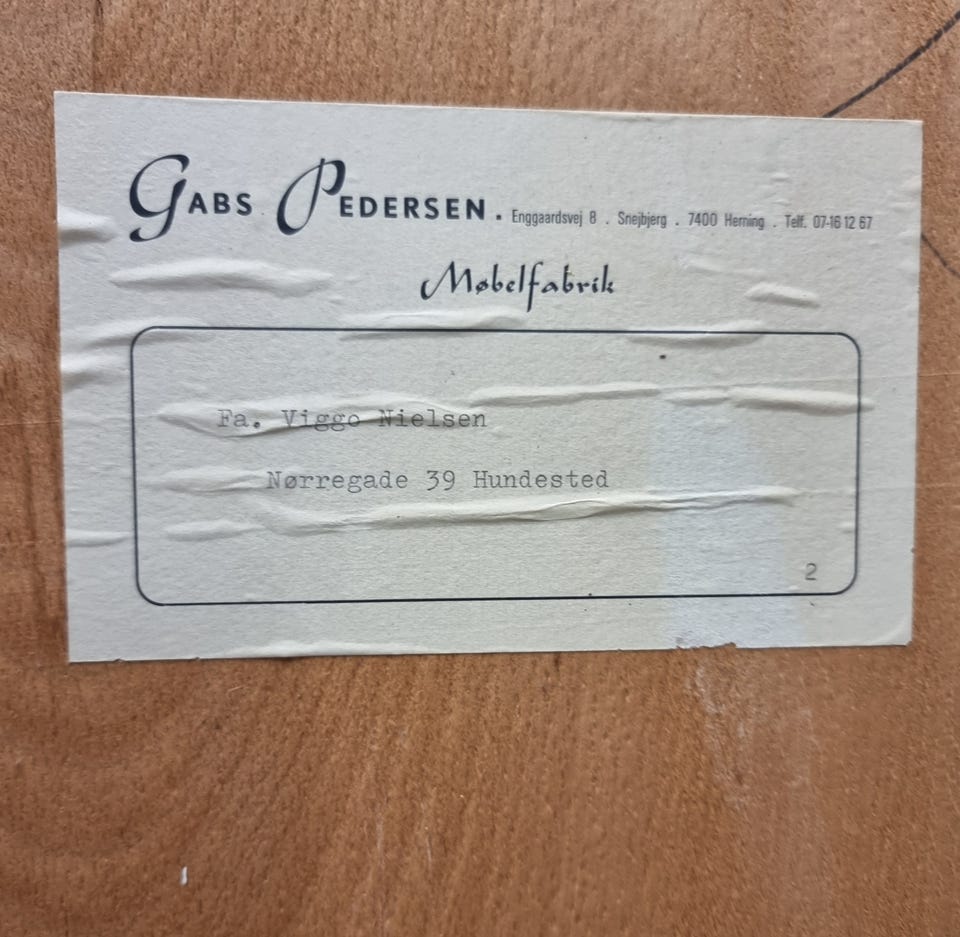 GABS PEDERSEN. Enggaardsvej 8 . Snejbjerg . 7400 Herning . Telf. 07-16 12 67
Møbelfabrik
Fa. Viggo Nielsen
Nørregade 39 Hundested
2